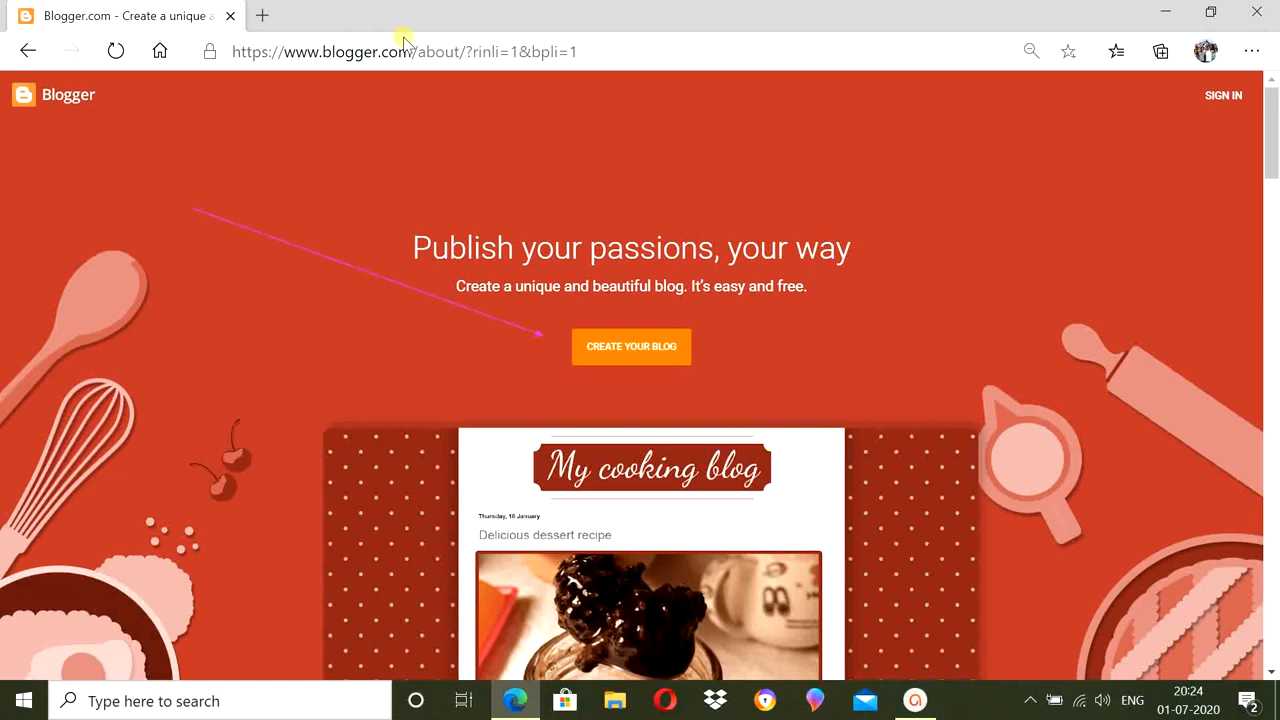 Blogger.com - Create a unique a
https://www.blogger.com/about/?rinli=1&bpli=1
Blogger
SIGN IN
Publish your passions, your way
Create a unique and beautiful blog. It's easy and free.
CREATE YOUR BLOG
My cooking blog
Thursday, 16 January
Delicious dessert recipe
Type here to search
ENG
20:24
01-07-2020
2